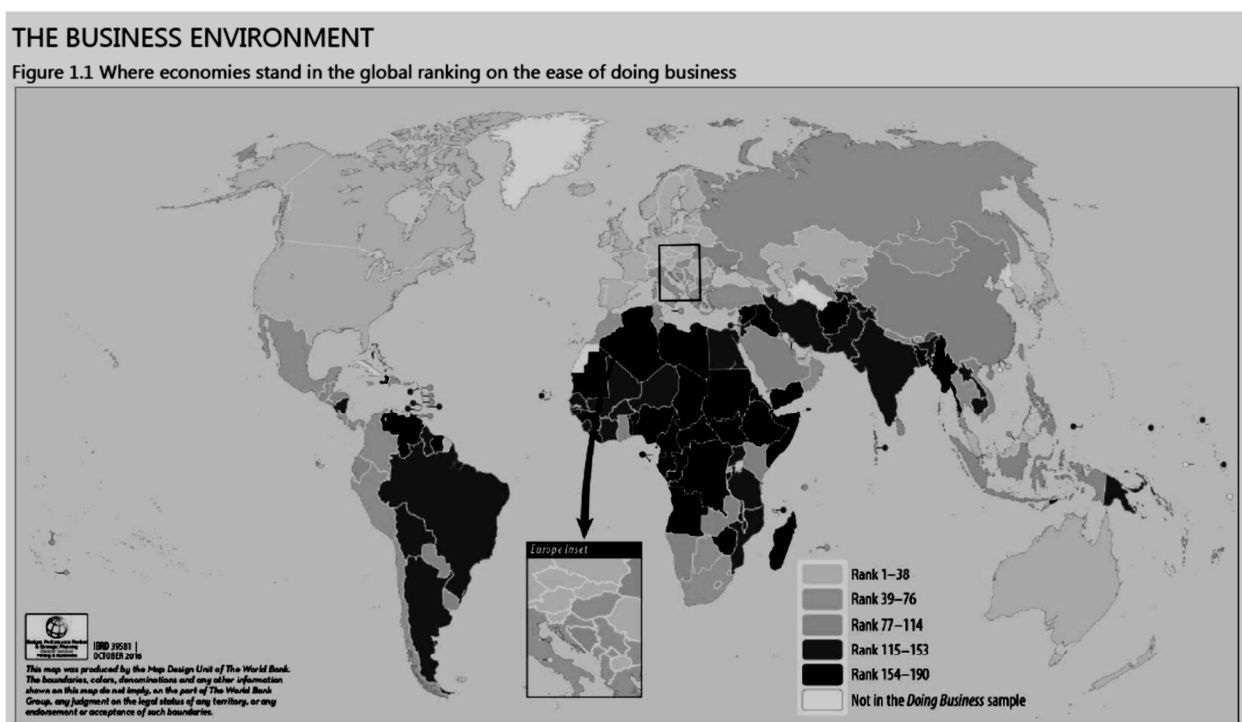 THE BUSINESS ENVIRONMENT
Figure 1.1 Where economies stand in the global ranking on the ease of doing business
Europe Inset
Rank 1–38
Rank 39–76
Rank 77–114
Rank 115–153
Rank 154–190
Not in the Doing Business sample
IBRD 39581 |
OCTOBER 2016
This map was produced by the Map Design Unit of The World Bank.
The boundaries, colors, denominations and any other information
shown on this map do not imply, on the part of The World Bank
Group, any judgment on the legal status of any territory, or any
endorsement or acceptance of such boundaries.